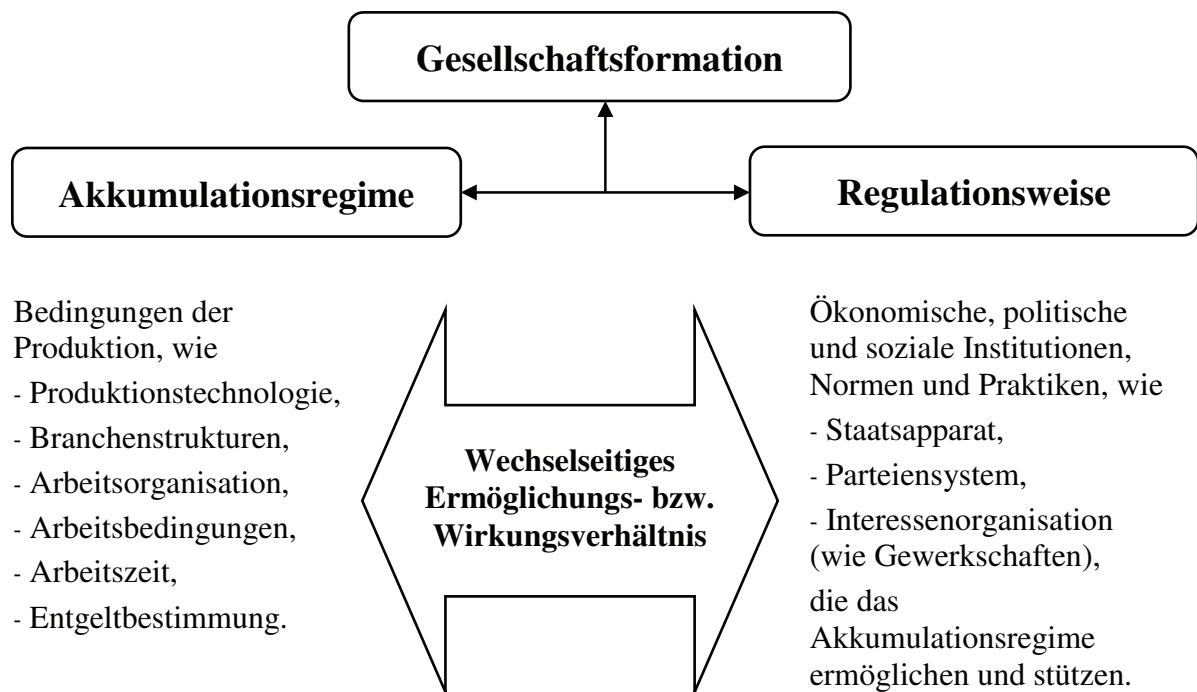 Gesellschaftsformation
Akkumulationsregime
Regulationsweise
Bedingungen der
Produktion, wie
- Produktionstechnologie,
- Branchenstrukturen,
- Arbeitsorganisation,
- Arbeitsbedingungen,
- Arbeitszeit,
- Entgeltbestimmung.
Wechselseitiges
Ermöglichungs- bzw.
Wirkungsverhältnis
Ökonomische, politische
und soziale Institutionen,
Normen und Praktiken, wie
- Staatsapparat,
- Parteiensystem,
- Interessenorganisation
(wie Gewerkschaften),
die das
Akkumulationsregime
ermöglichen und stützen.